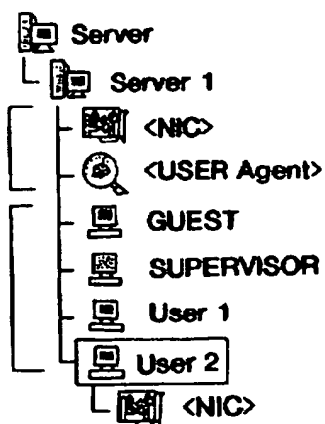 Server
Server 1
<NIC>
<USER Agent>
GUEST
SUPERVISOR
User 1
User 2
<NIC>